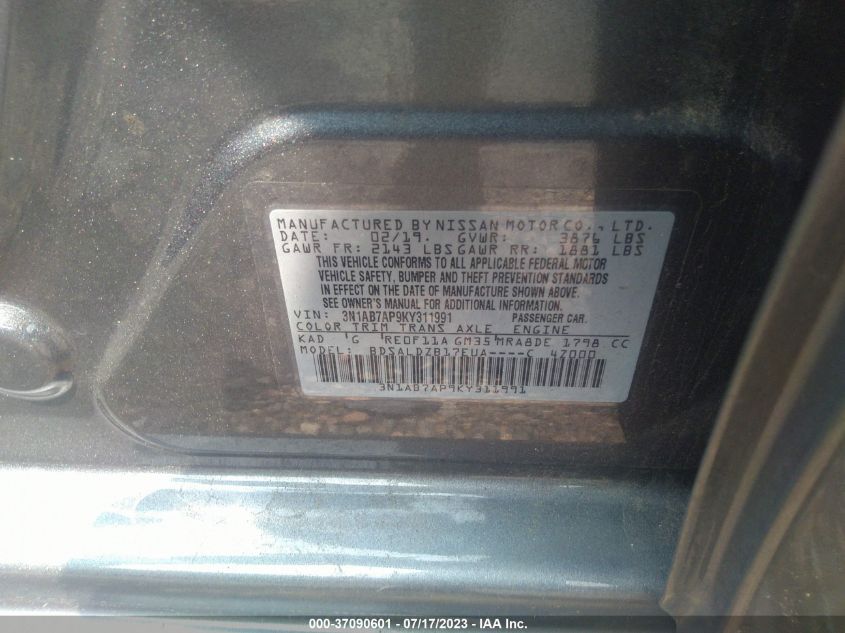 MANUFACTURED BY NISSAN MOTOR CO., LTD.
DATE: 02/19. GVWR: 3876 LBS
GAWR FR: 2143 LBS GAWR RR: 1881 LBS
THIS VEHICLE CONFORMS TO ALL APPLICABLE FEDERAL MOTOR
VEHICLE SAFETY, BUMPER AND THEFT PREVENTION STANDARDS
IN EFFECT ON THE DATE OF MANUFACTURE SHOWN ABOVE.
SEE OWNER'S MANUAL FOR ADDITIONAL INFORMATION.
VIN: 3N1AB7AP9KY311991 PASSENGER CAR.
COLOR TRIM TRANS AXLE ENGINE
KAD 'G RE0F11A GM35 MRA8DE 1798 CC
MODEL: BDSALDZB17EUA----C 47000
3N1AB7AP9KY311991
000-37090601 - 07/17/2023 - IAA Inc.